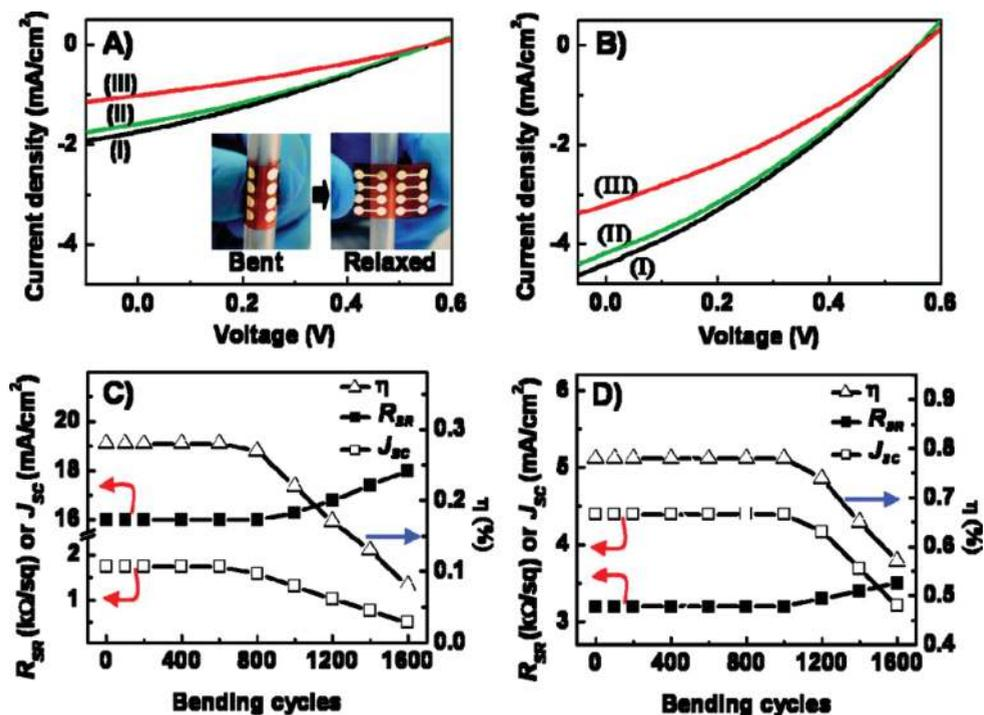 A)
Current density (mA/cm²)
0
-2
-4
(III)
(II)
(I)
Bent
Relaxed
0.0
0.2
0.4
0.6
Voltage (V)
B)
Current density (mA/cm²)
0
-2
-4
(III)
(II)
(I)
0.0
0.2
0.4
0.6
Voltage (V)
C)
R_SR (kΩ/sq) or J_SC (mA/cm²)
19
18
16
2
1
η
R_SR
J_SC
0.3
0.2
0.1
0.0
η (%)
0
400
800
1200
1600
Bending cycles
D)
R_SR (kΩ/sq) or J_SC (mA/cm²)
6
5
4
3
η
R_SR
J_SC
0.9
0.8
0.7
0.6
0.5
0.4
η (%)
0
400
800
1200
1600
Bending cycles